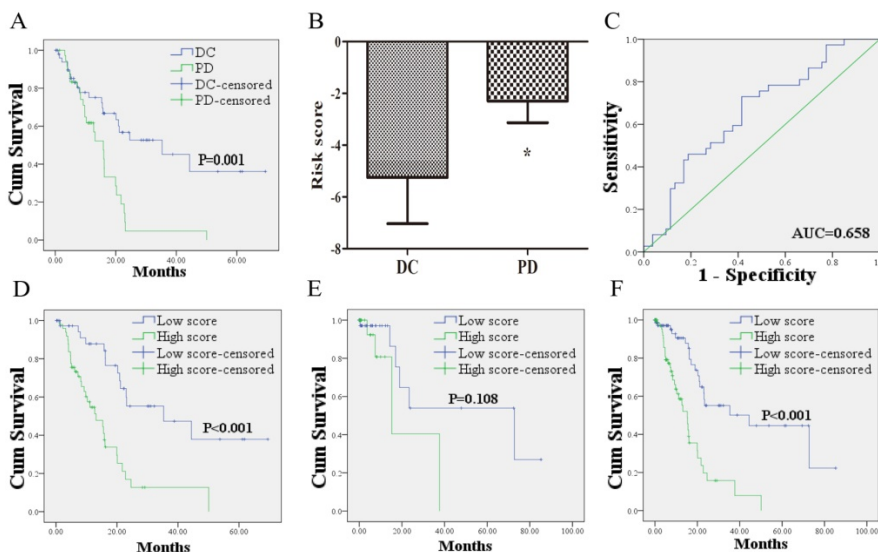 A
DC
PD
DC-censored
PD-censored
P=0.001
Cum Survival
1.0
0.8
0.6
0.4
0.2
0.0
0.00
20.00
40.00
60.00
Months
B
0
-2
-4
-6
-8
Risk score
*
DC
PD
C
1.0
0.8
0.6
0.4
0.2
0.0
Sensitivity
AUC=0.658
0.0
0.2
0.4
0.6
0.8
1 - Specificity
D
Low score
High score
Low score-censored
High score-censored
P<0.001
Cum Survival
1.0
0.8
0.6
0.4
0.2
0.0
0.00
20.00
40.00
60.00
Months
E
Low score
High score
Low score-censored
High score-censored
P=0.108
Cum Survival
1.0
0.8
0.6
0.4
0.2
0.0
0.00
20.00
40.00
60.00
80.00
100.00
Months
F
Low score
High score
Low score-censored
High score-censored
P<0.001
Cum Survival
1.0
0.8
0.6
0.4
0.2
0.0
0.00
20.00
40.00
60.00
80.00
100.00
Months